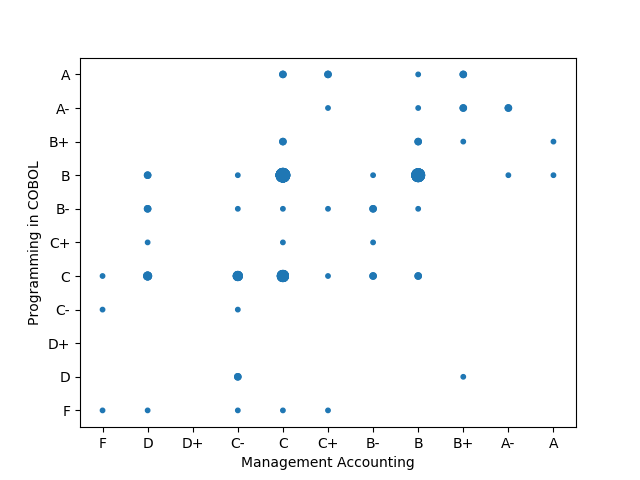 A
A-
B+
B
B-
C+
C
C-
D+
D
F
Programming in COBOL
F D D+ C- C C+ B- B B+ A- A
Management Accounting